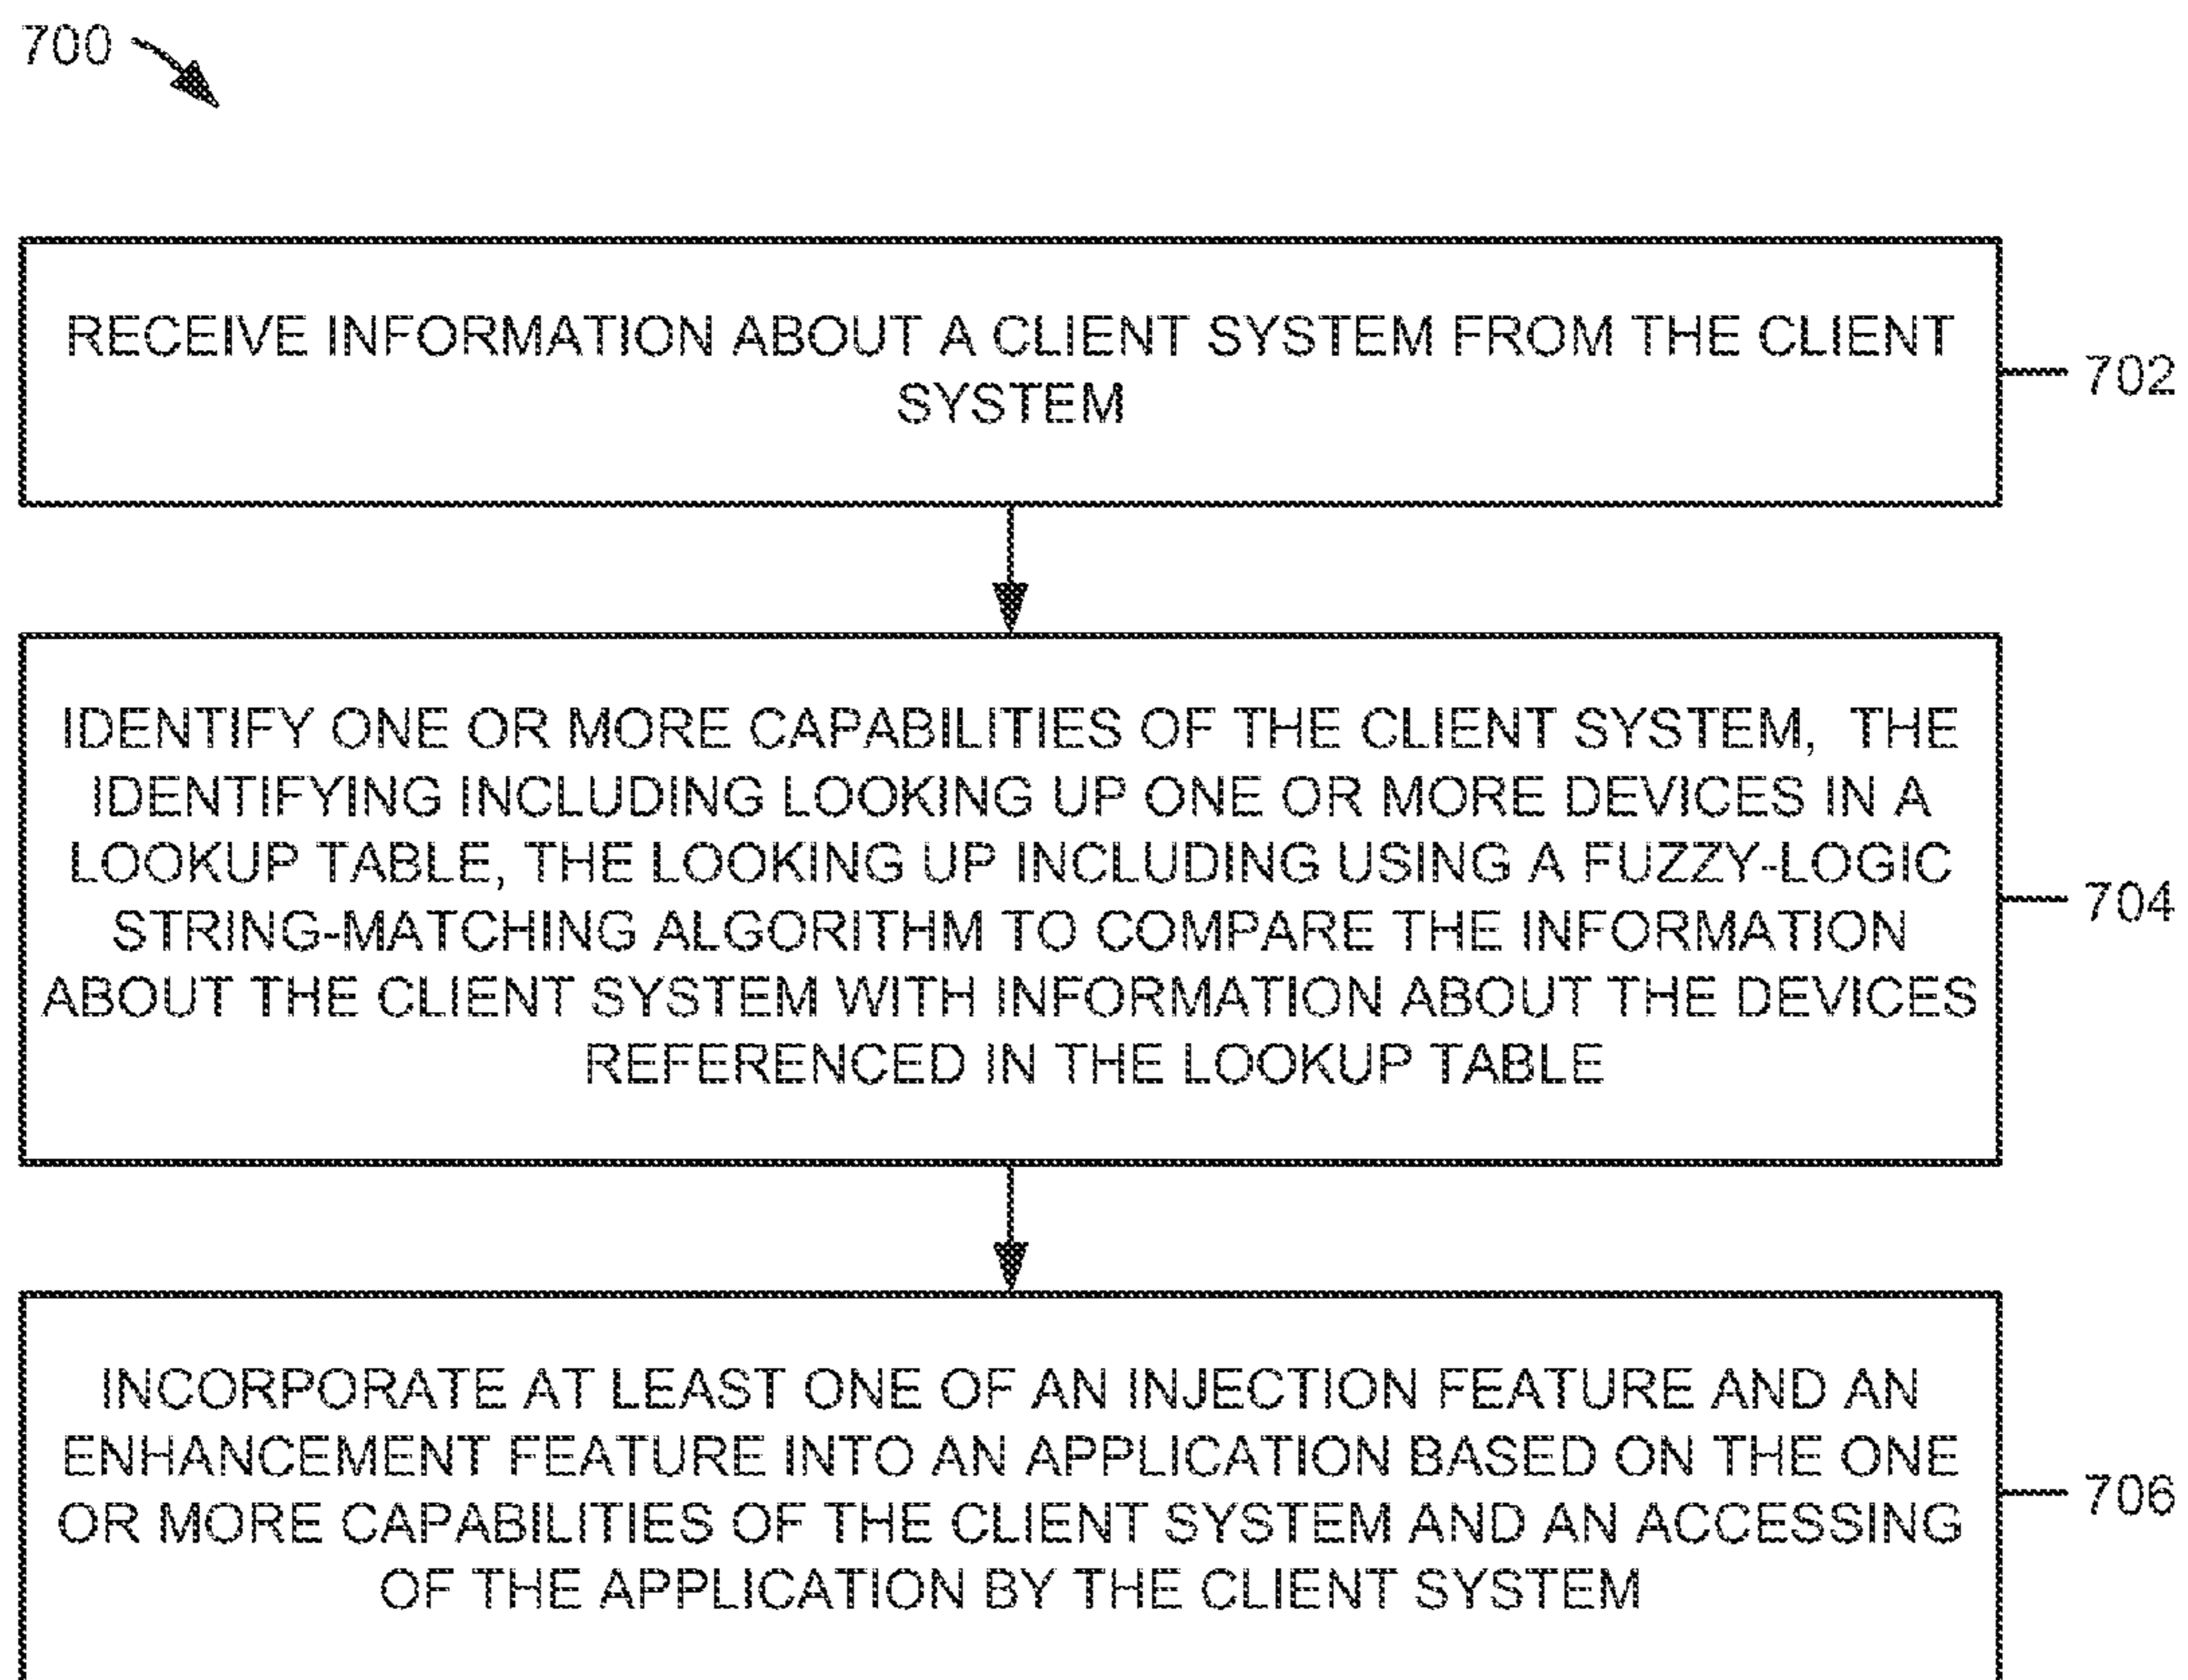 700
RECEIVE INFORMATION ABOUT A CLIENT SYSTEM FROM THE CLIENT
SYSTEM
702
IDENTIFY ONE OR MORE CAPABILITIES OF THE CLIENT SYSTEM, THE
IDENTIFYING INCLUDING LOOKING UP ONE OR MORE DEVICES IN A
LOOKUP TABLE, THE LOOKING UP INCLUDING USING A FUZZY-LOGIC
STRING-MATCHING ALGORITHM TO COMPARE THE INFORMATION
ABOUT THE CLIENT SYSTEM WITH INFORMATION ABOUT THE DEVICES
REFERENCED IN THE LOOKUP TABLE
704
INCORPORATE AT LEAST ONE OF AN INJECTION FEATURE AND AN
ENHANCEMENT FEATURE INTO AN APPLICATION BASED ON THE ONE
OR MORE CAPABILITIES OF THE CLIENT SYSTEM AND AN ACCESSING
OF THE APPLICATION BY THE CLIENT SYSTEM
706